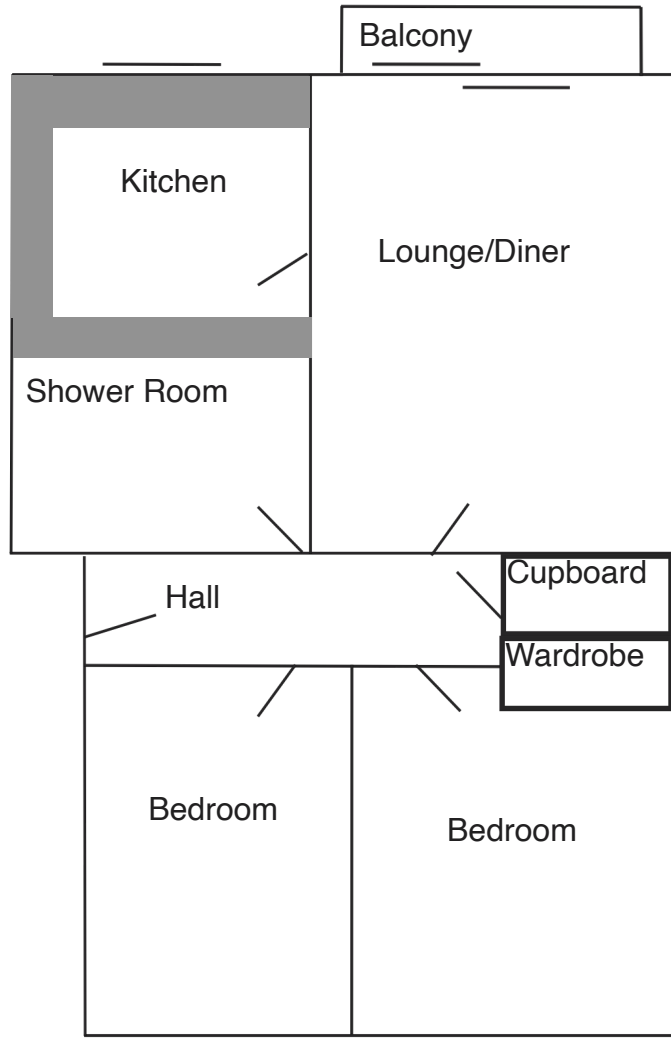 Balcony
Kitchen
Lounge/Diner
Shower Room
Cupboard
Hall
Wardrobe
Bedroom
Bedroom